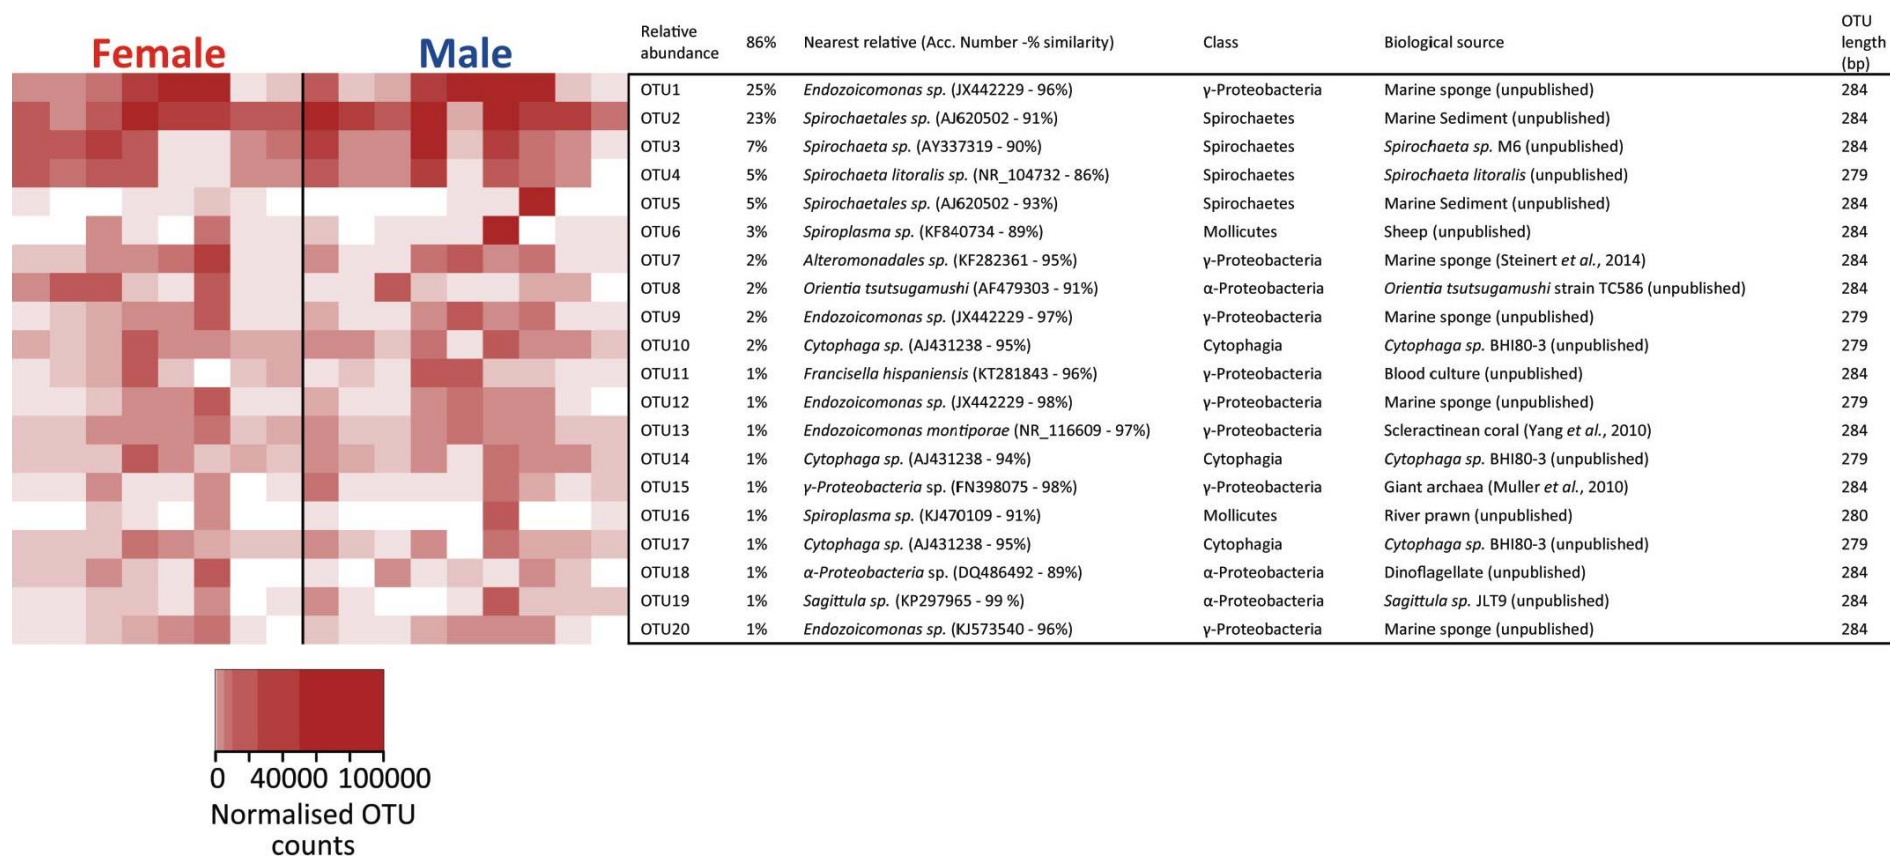 Female Male
Relative abundance 86% Nearest relative (Acc. Number -% similarity) Class Biological source OTU length (bp)
OTU1 25% Endozoicomonas sp. (JX442229 - 96%) γ-Proteobacteria Marine sponge (unpublished) 284
OTU2 23% Spirochaetales sp. (AJ620502 - 91%) Spirochaetes Marine Sediment (unpublished) 284
OTU3 7% Spirochaeta sp. (AY337319 - 90%) Spirochaetes Spirochaeta sp. M6 (unpublished) 284
OTU4 5% Spirochaeta litoralis sp. (NR_104732 - 86%) Spirochaetes Spirochaeta litoralis (unpublished) 279
OTU5 5% Spirochaetales sp. (AJ620502 - 93%) Spirochaetes Marine Sediment (unpublished) 284
OTU6 3% Spiroplasma sp. (KF840734 - 89%) Mollicutes Sheep (unpublished) 284
OTU7 2% Alteromonadales sp. (KF282361 - 95%) γ-Proteobacteria Marine sponge (Steinert et al., 2014) 284
OTU8 2% Orientia tsutsugamushi (AF479303 - 91%) α-Proteobacteria Orientia tsutsugamushi strain TC586 (unpublished) 284
OTU9 2% Endozoicomonas sp. (JX442229 - 97%) γ-Proteobacteria Marine sponge (unpublished) 279
OTU10 2% Cytophaga sp. (AJ431238 - 95%) Cytophagia Cytophaga sp. BHI80-3 (unpublished) 279
OTU11 1% Francisella hispaniensis (KT281843 - 96%) γ-Proteobacteria Blood culture (unpublished) 284
OTU12 1% Endozoicomonas sp. (JX442229 - 98%) γ-Proteobacteria Marine sponge (unpublished) 279
OTU13 1% Endozoicomonas montiporae (NR_116609 - 97%) γ-Proteobacteria Scleractinean coral (Yang et al., 2010) 284
OTU14 1% Cytophaga sp. (AJ431238 - 94%) Cytophagia Cytophaga sp. BHI80-3 (unpublished) 279
OTU15 1% γ-Proteobacteria sp. (FN398075 - 98%) γ-Proteobacteria Giant archaea (Muller et al., 2010) 284
OTU16 1% Spiroplasma sp. (KJ470109 - 91%) Mollicutes River prawn (unpublished) 280
OTU17 1% Cytophaga sp. (AJ431238 - 95%) Cytophagia Cytophaga sp. BHI80-3 (unpublished) 279
OTU18 1% α-Proteobacteria sp. (DQ486492 - 89%) α-Proteobacteria Dinoflagellate (unpublished) 284
OTU19 1% Sagittula sp. (KP297965 - 99 %) α-Proteobacteria Sagittula sp. JLT9 (unpublished) 284
OTU20 1% Endozoicomonas sp. (KJ573540 - 96%) γ-Proteobacteria Marine sponge (unpublished) 284
0 40000 100000
Normalised OTU
counts